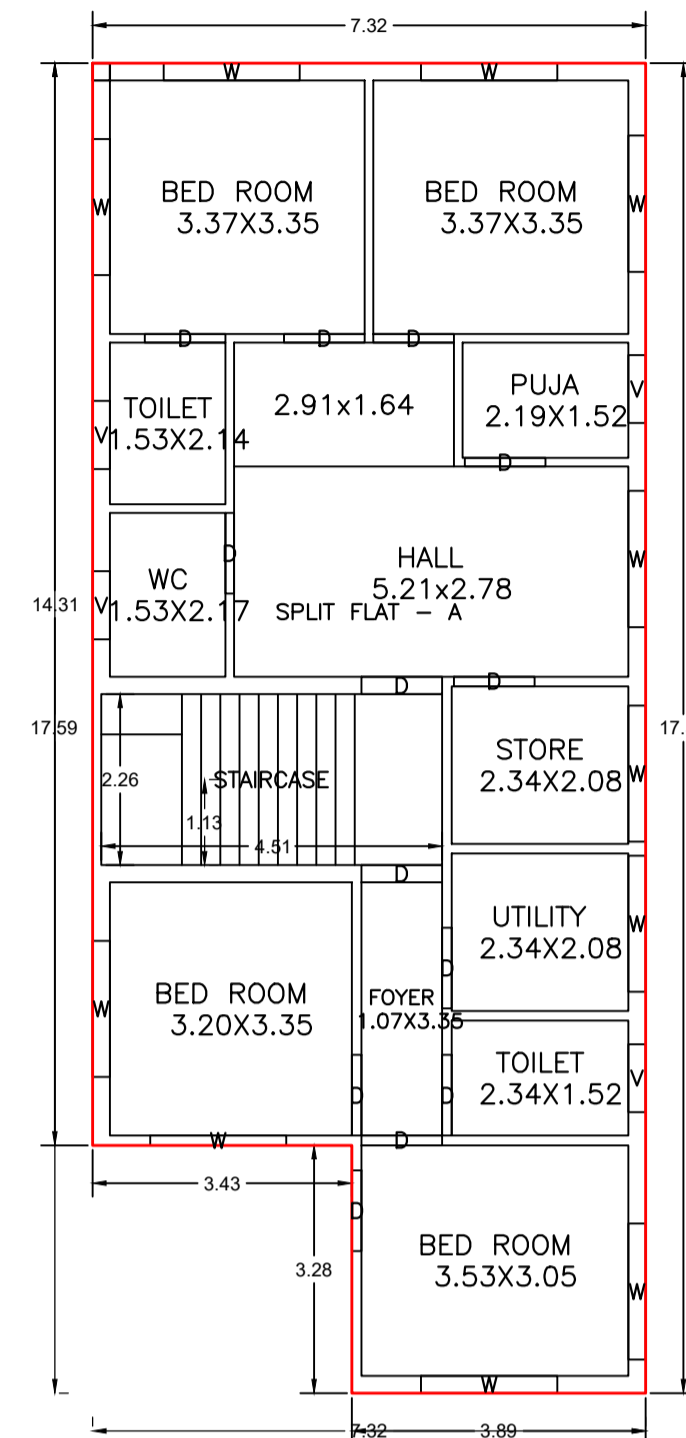 7.32
W
W
BED ROOM
3.37X3.35
BED ROOM
3.37X3.35
W
W
D
D
D
TOILET
1.53X2.14
V
2.91x1.64
PUJA
2.19X1.52
V
D
D
HALL
5.21x2.78
W
SPLIT FLAT - A
WC
1.53X2.17
V
14.31
17.59
17.
D
D
STAIRCASE
2.26
1.13
4.51
STORE
2.34X2.08
W
D
UTILITY
2.34X2.08
W
D
BED ROOM
3.20X3.35
W
FOYER
1.07X3.35
TOILET
2.34X1.52
V
D
D
W
D
3.43
3.28
D
BED ROOM
3.53X3.05
W
W
7.32
3.89